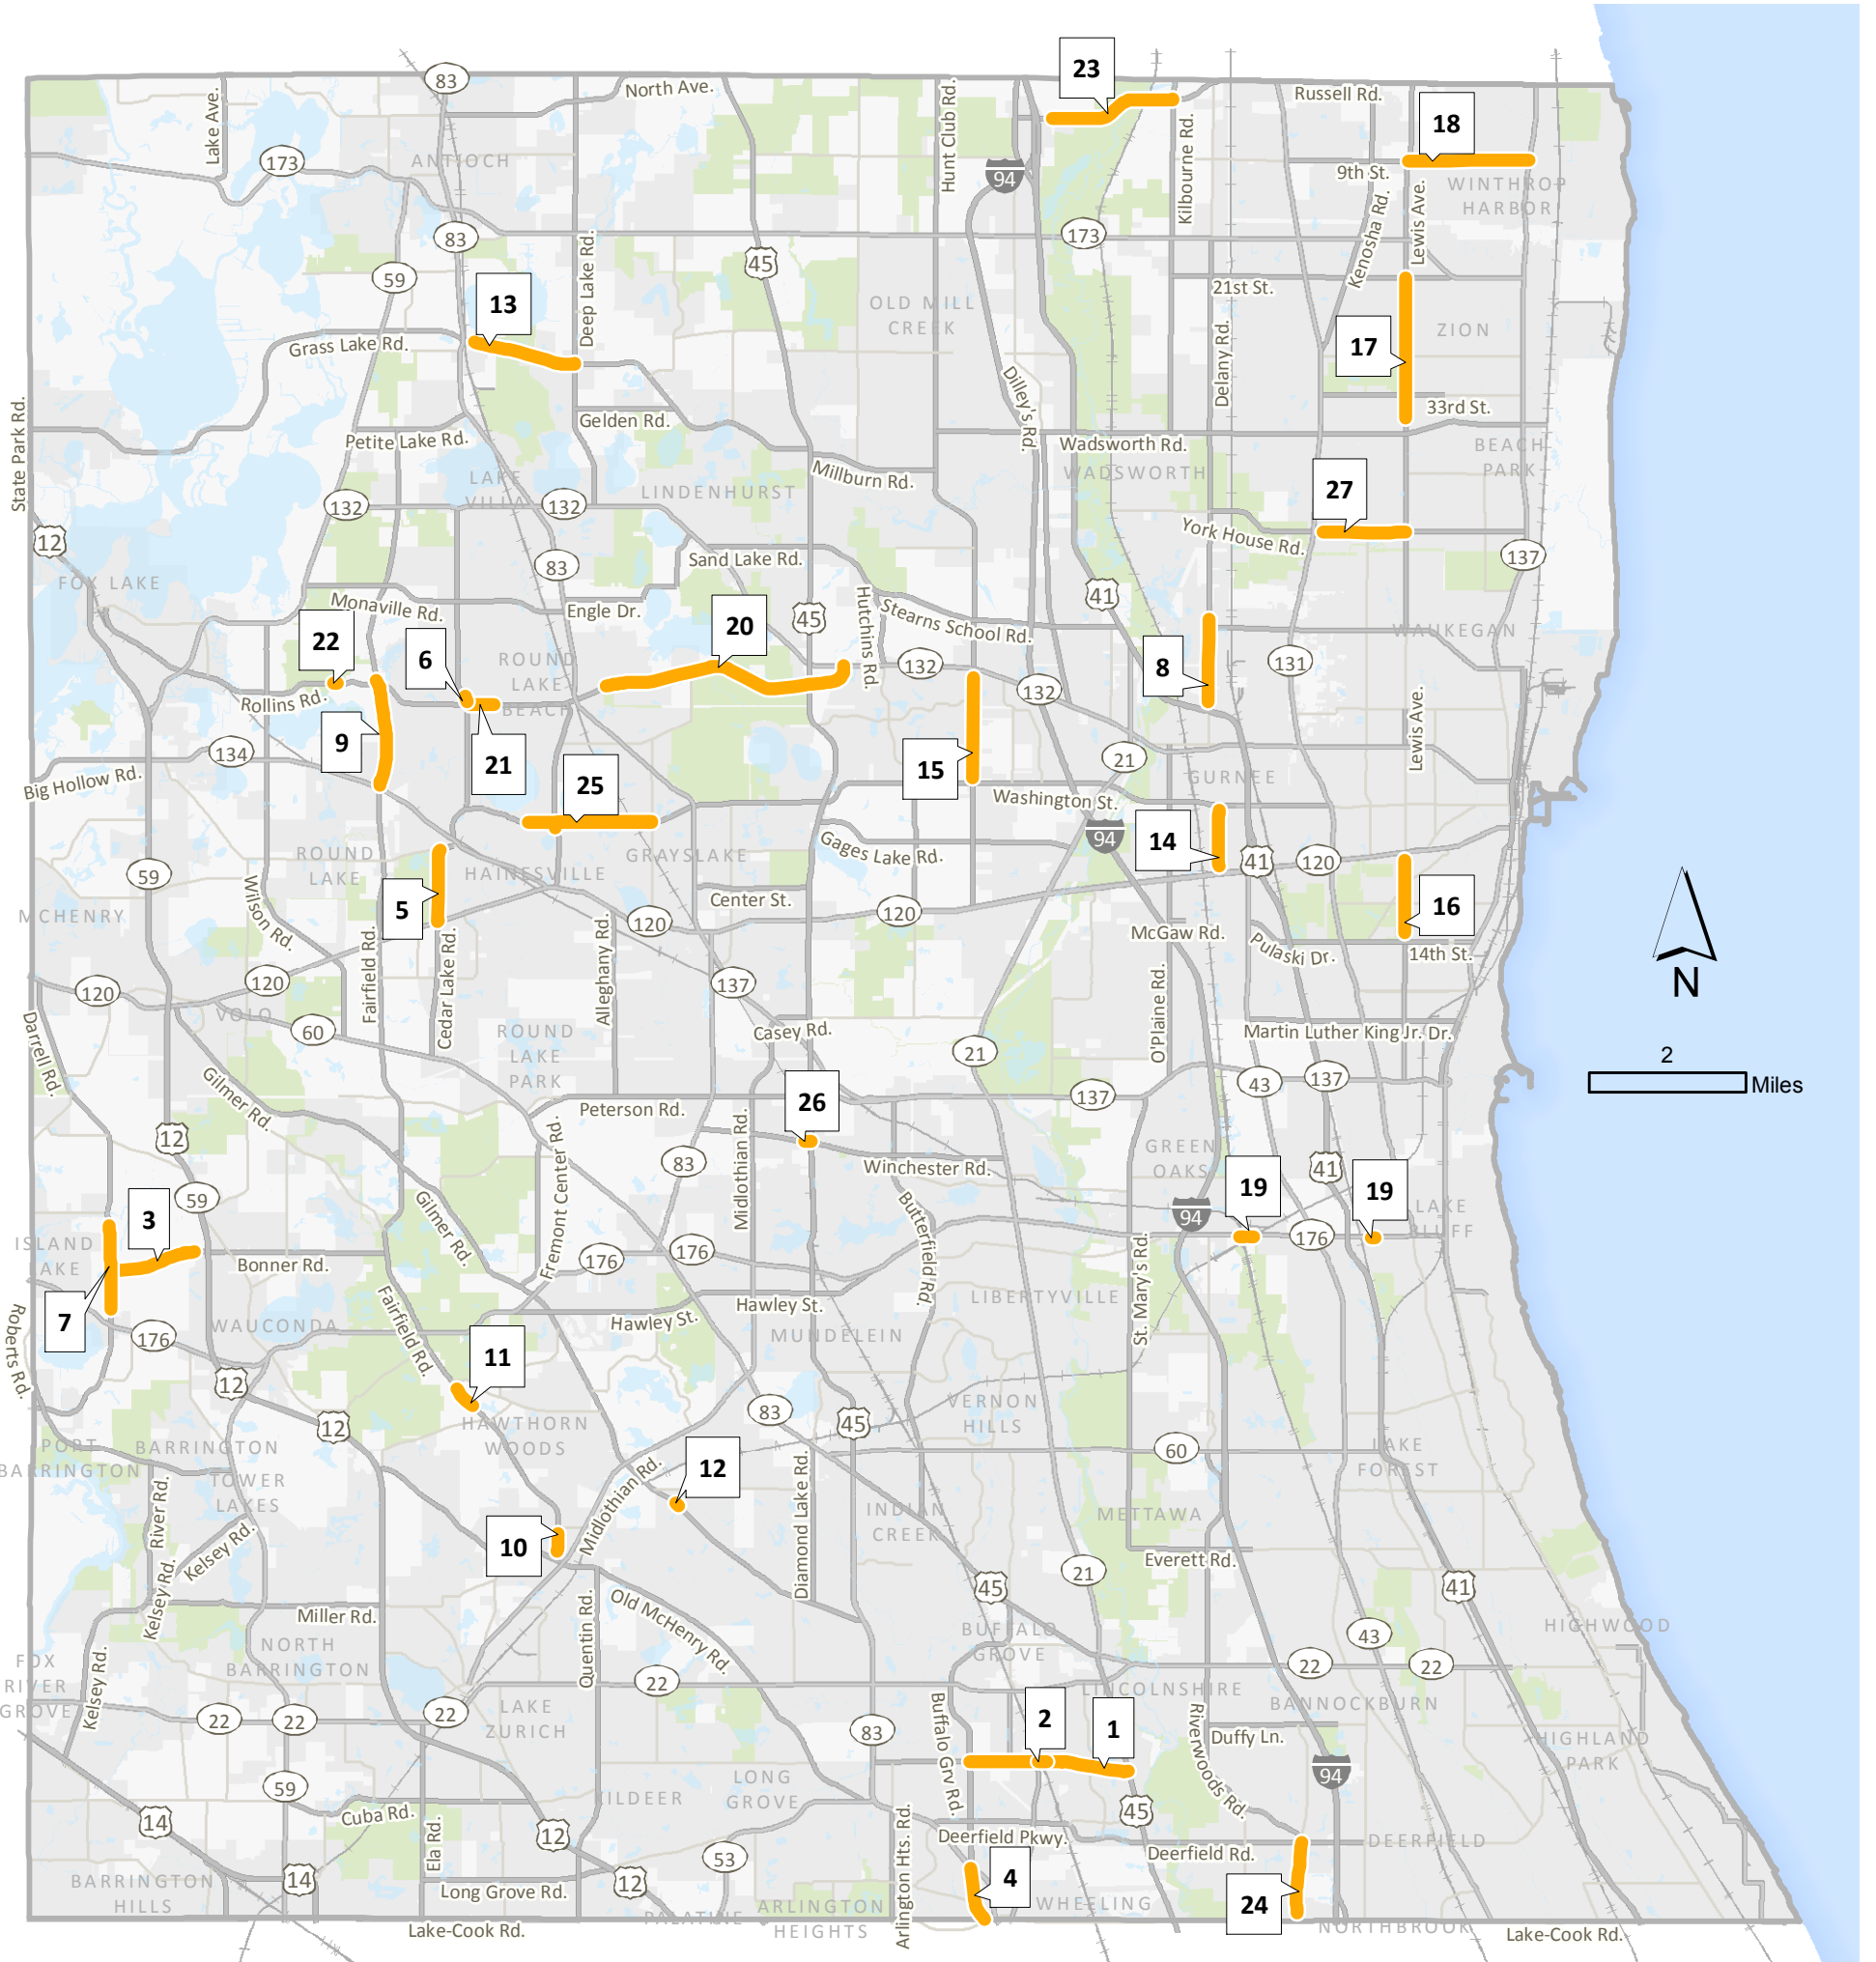 23
83
North Ave.
Hunt Club Rd.
Russell Rd.
18
Lake Ave.
173
ANTIOCH
94
Kilbourne Rd.
9th St.
WINTHROP
HARBOR
83
45
173
Kenosha Rd.
Lewis Ave.
59
Deep Lake Rd.
13
OLD MILL
CREEK
21st St.
ZION
Grass Lake Rd.
17
Delany Rd.
Dilley's Rd.
State Park Rd.
Gelden Rd.
33rd St.
Petite Lake Rd.
Wadsworth Rd.
BEACH
PARK
LAKE
VILLA
LINDENHURST
Millburn Rd.
WADSWORTH
27
132
132
York House Rd.
12
83
Sand Lake Rd.
137
FOX LAKE
Monaville Rd.
Engle Dr.
45
Hutchins Rd.
Stearns School Rd.
41
WAUKEGAN
22
6
20
ROUND
LAKE
BEACH
132
8
131
Rollins Rd.
132
9
21
15
Lewis Ave.
134
Big Hollow Rd.
25
21
GURNEE
Washington St.
94
14
ROUND
LAKE
GRAYSLAKE
Gages Lake Rd.
41
120
59
HAINESVILLE
MCHENRY
Wilson Rd.
5
Center St.
120
120
16
McGaw Rd.
Pulaski Dr.
14th St.
Fairfield Rd.
Cedar Lake Rd.
Alleghany Rd.
O'Plaine Rd.
N
120
120
137
VOLO
60
ROUND
LAKE
PARK
Casey Rd.
Martin Luther King Jr. Dr.
Darrell Rd.
21
2
Miles
Gilmer Rd.
26
43
137
Peterson Rd.
137
12
Fremont Center Rd.
Midlothian Rd.
GREEN
OAKS
83
Winchester Rd.
41
59
3
Gilmer Rd.
Butterfield Rd.
94
19
19
LAKE
BLUFF
ISLAND
LAKE
Bonner Rd.
176
176
176
St. Mary's Rd.
7
Fairfield Rd.
Hawley St.
Hawley St.
LIBERTYVILLE
Roberts Rd.
176
WAUCONDA
MUNDELEIN
11
12
HAWTHORN
WOODS
83
45
VERNON
HILLS
12
PORT
BARRINGTON
BARRINGTON
TOWER
LAKES
60
LAKE
FOREST
River Rd.
Midlothian Rd.
12
Diamond Lake Rd.
INDIAN
CREEK
METTAWA
Kelsey Rd.
10
Everett Rd.
Kelsey Rd.
45
21
41
Miller Rd.
Quentin Rd.
Old McHenry Rd.
NORTH
BARRINGTON
BUFFALO
GROVE
43
HIGHWOOD
FOX
RIVER
GROVE
Kelsey Rd.
22
22
22
LINCOLNSHIRE
BANNOCKBURN
22
22
22
LAKE
ZURICH
83
Buffalo Grv Rd.
2
1
Riverwoods Rd.
Duffy Ln.
HIGHLAND
PARK
59
LONG
GROVE
KILDEER
94
14
Cuba Rd.
12
45
Ela Rd.
Arlington Hts. Rd.
Deerfield Pkwy.
Deerfield Rd.
DEERFIELD
53
BARRINGTON
HILLS
14
Long Grove Rd.
12
4
ARLINGTON
HEIGHTS
WHEELING
24
PALATINE
NORTHBROOK
Lake-Cook Rd.
Lake-Cook Rd.